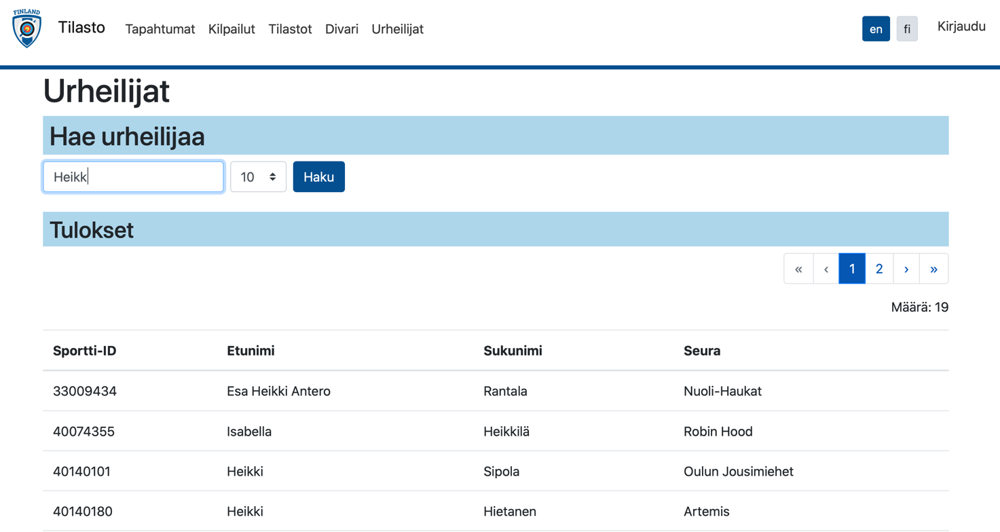 FINLAND
Tilasto Tapahtumat Kilpailut Tilastot Divari Urheilijat en fi Kirjaudu
Urheilijat
Hae urheilijaa
Heikk 10 Haku
Tulokset
« ‹ 1 2 › »
Määrä: 19
Sportti-ID Etunimi Sukunimi Seura
33009434 Esa Heikki Antero Rantala Nuoli-Haukat
40074355 Isabella Heikkilä Robin Hood
40140101 Heikki Sipola Oulun Jousimiehet
40140180 Heikki Hietanen Artemis